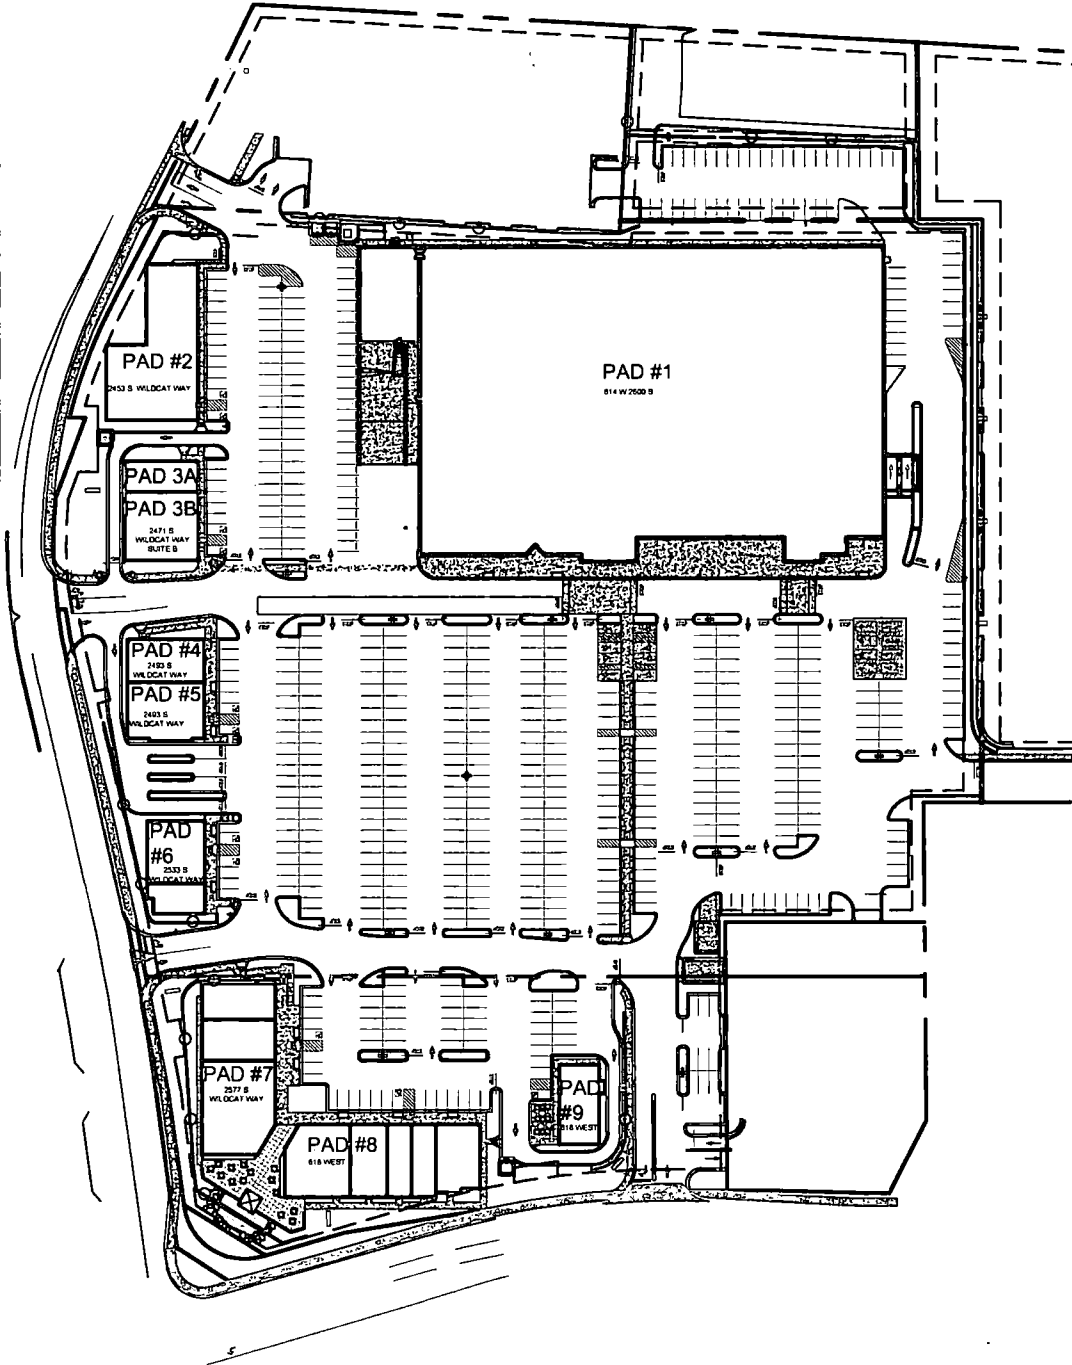 PAD #1
614 W 2600 S
PAD #2
2453 S WILDCAT WAY
PAD 3A
PAD 3B
2471 S
WILDCAT WAY
SUITE B
PAD #4
2493 S
WILDCAT WAY
PAD #5
2493 S
WILDCAT WAY
PAD
#6
2533 S
WILDCAT WAY
PAD #7
2577 S
WILDCAT WAY
PAD #8
618 WEST
PAD
#9
618 WEST
S